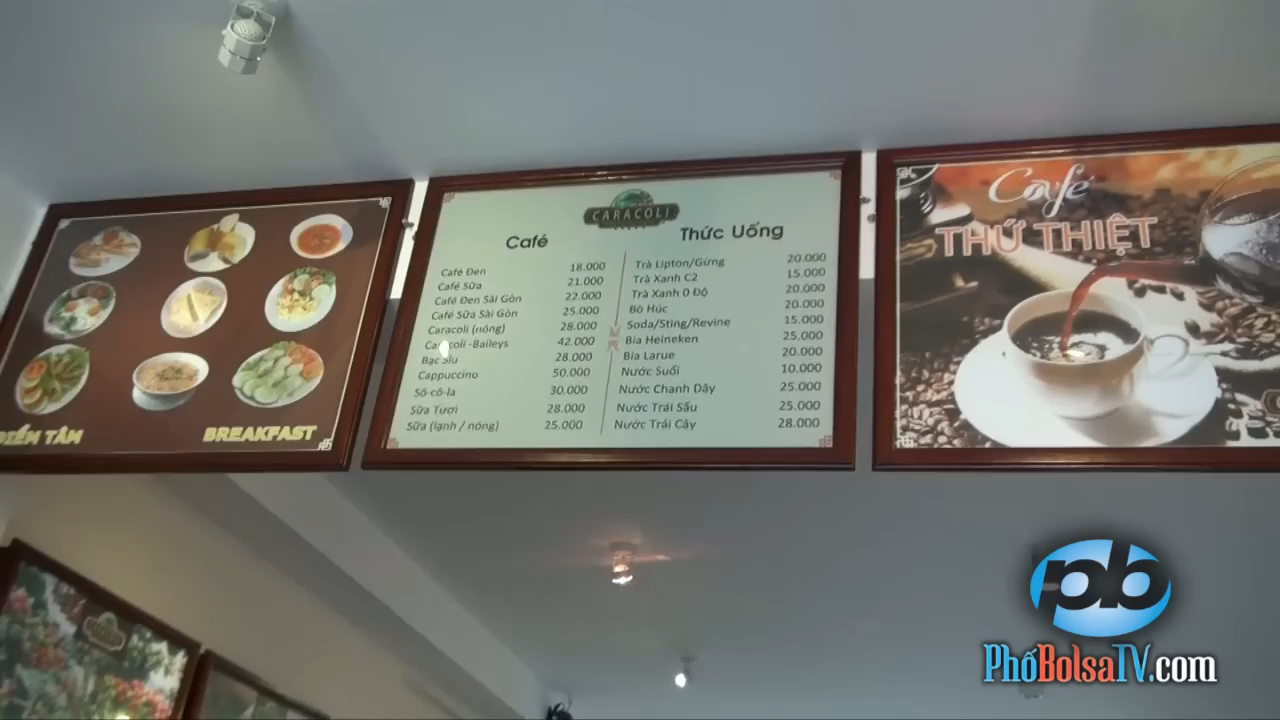 CARACOLI
Café
Café Đen 18.000
Café Sữa 21.000
Café Đen Sài Gòn 22.000
Café Sữa Sài Gòn 25.000
Caracoli (nóng) 28.000
Caracoli -Baileys 42.000
Bạc Sỉu 28.000
Cappuccino 50.000
Sô-cô-la 30.000
Sữa Tươi 28.000
Sữa (lạnh / nóng) 25.000
Thức Uống
Trà Lipton/Gừng 20.000
Trà Xanh C2 15.000
Trà Xanh 0 Độ 20.000
Bò Húc 20.000
Soda/Sting/Revine 15.000
Bia Heineken 25.000
Bia Larue 20.000
Nước Suối 10.000
Nước Chanh Dây 25.000
Nước Trái Sấu 25.000
Nước Trái Cây 28.000
ĐIỂM TÂM BREAKFAST
Café
THỨ THIỆT
pb
PhốBolsaTV.com